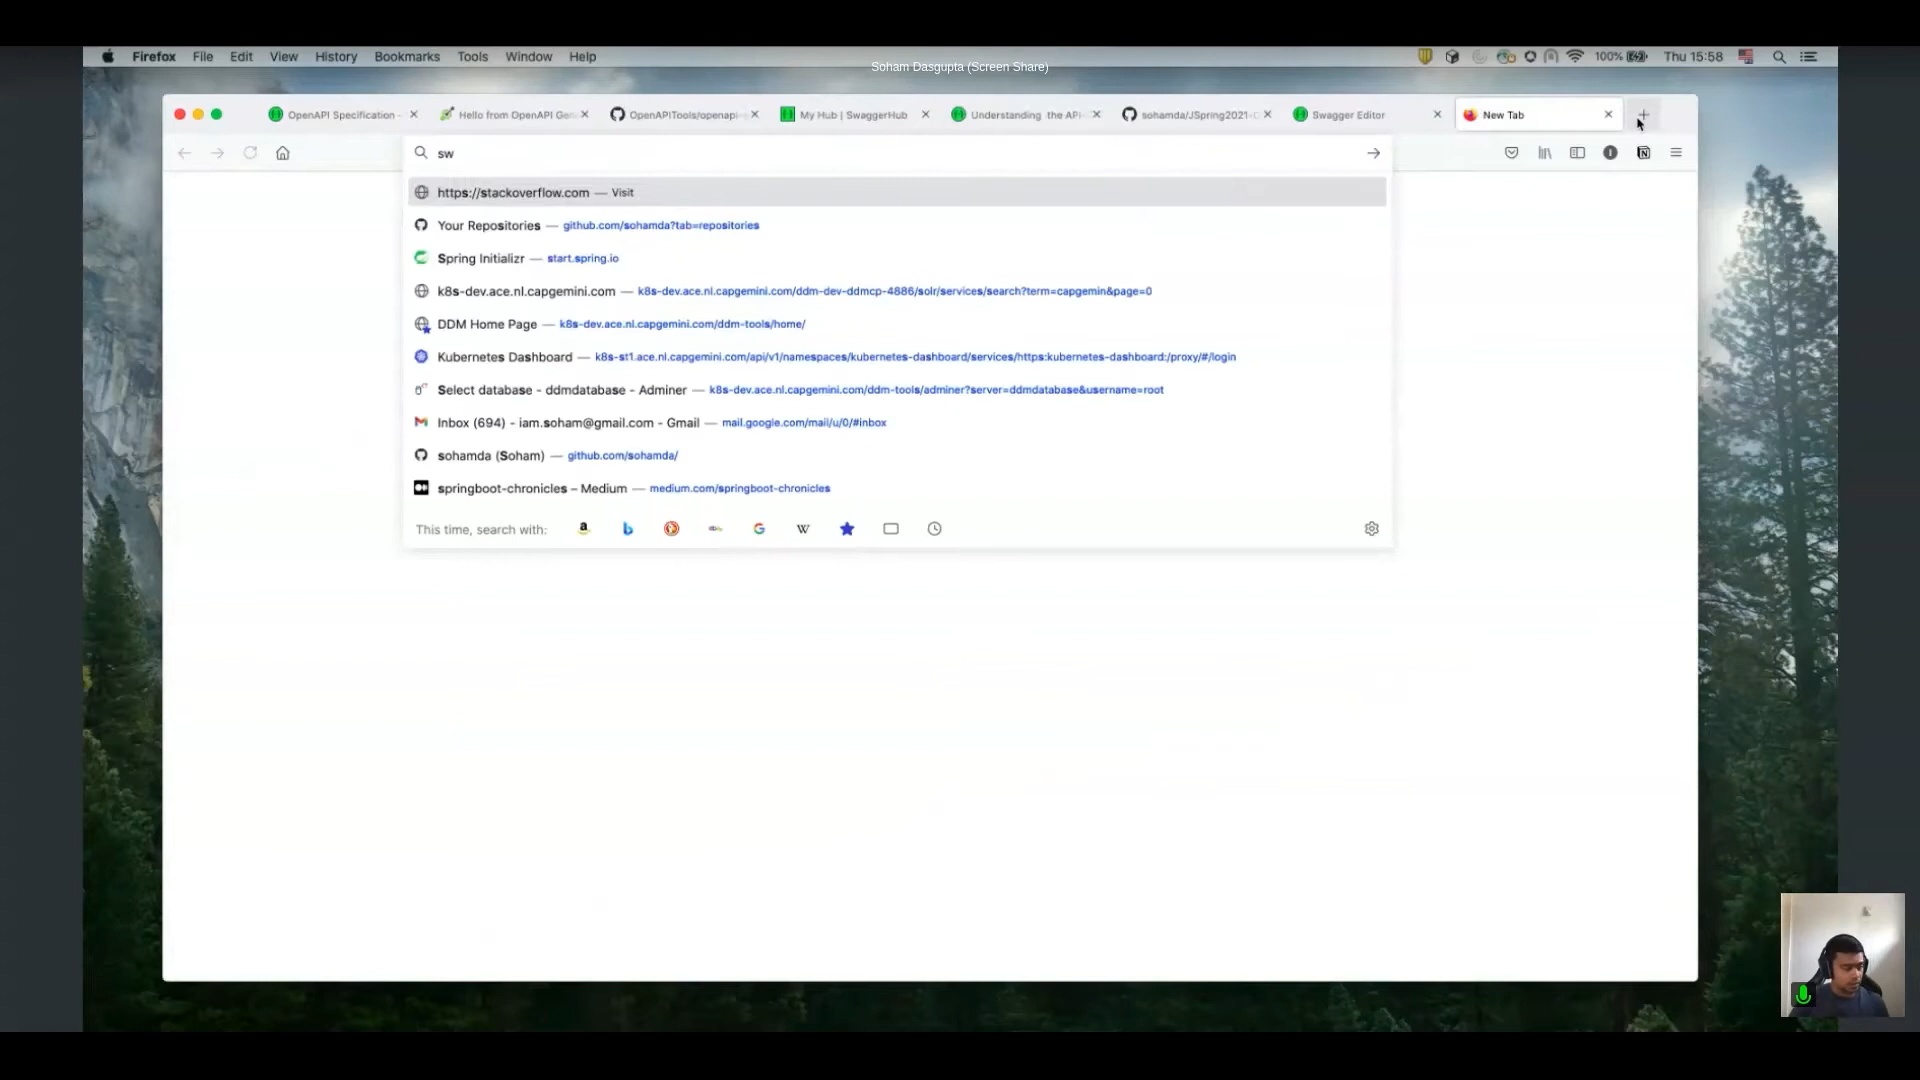 Firefox File Edit View History Bookmarks Tools Window Help
100% Thu 15:58
Soham Dasgupta (Screen Share)
OpenAPI Specification -
Hello from OpenAPI Gen
OpenAPITools/openapi-
My Hub | SwaggerHub
Understanding the API-
sohamda/JSpring2021-
Swagger Editor
New Tab
sw
https://stackoverflow.com — Visit
Your Repositories — github.com/sohamda?tab=repositories
Spring Initializr — start.spring.io
k8s-dev.ace.nl.capgemini.com — k8s-dev.ace.nl.capgemini.com/ddm-dev-ddmcp-4886/solr/services/search?term=capgemin&page=0
DDM Home Page — k8s-dev.ace.nl.capgemini.com/ddm-tools/home/
Kubernetes Dashboard — k8s-st1.ace.nl.capgemini.com/api/v1/namespaces/kubernetes-dashboard/services/https:kubernetes-dashboard:/proxy/#/login
Select database - ddmdatabase - Adminer — k8s-dev.ace.nl.capgemini.com/ddm-tools/adminer?server=ddmdatabase&username=root
Inbox (694) - iam.soham@gmail.com - Gmail — mail.google.com/mail/u/0/#inbox
sohamda (Soham) — github.com/sohamda/
springboot-chronicles – Medium — medium.com/springboot-chronicles
This time, search with: